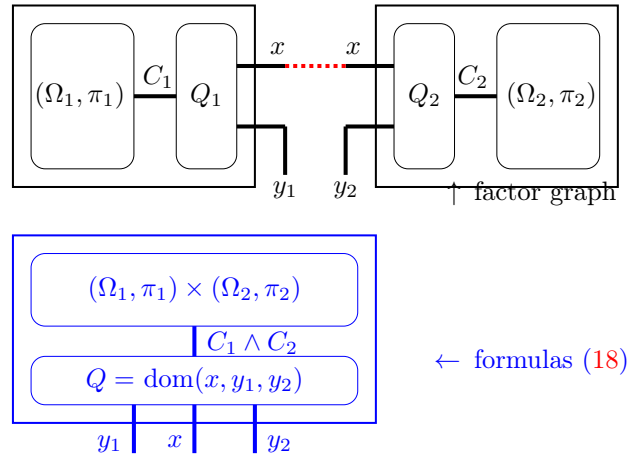 x x
(Ω₁, π₁) C₁ Q₁ Q₂ C₂ (Ω₂, π₂)
y₁ y₂
↑ factor graph
(Ω₁, π₁) × (Ω₂, π₂)
C₁ ∧ C₂
Q = dom(x, y₁, y₂)
← formulas (18)
y₁ x y₂